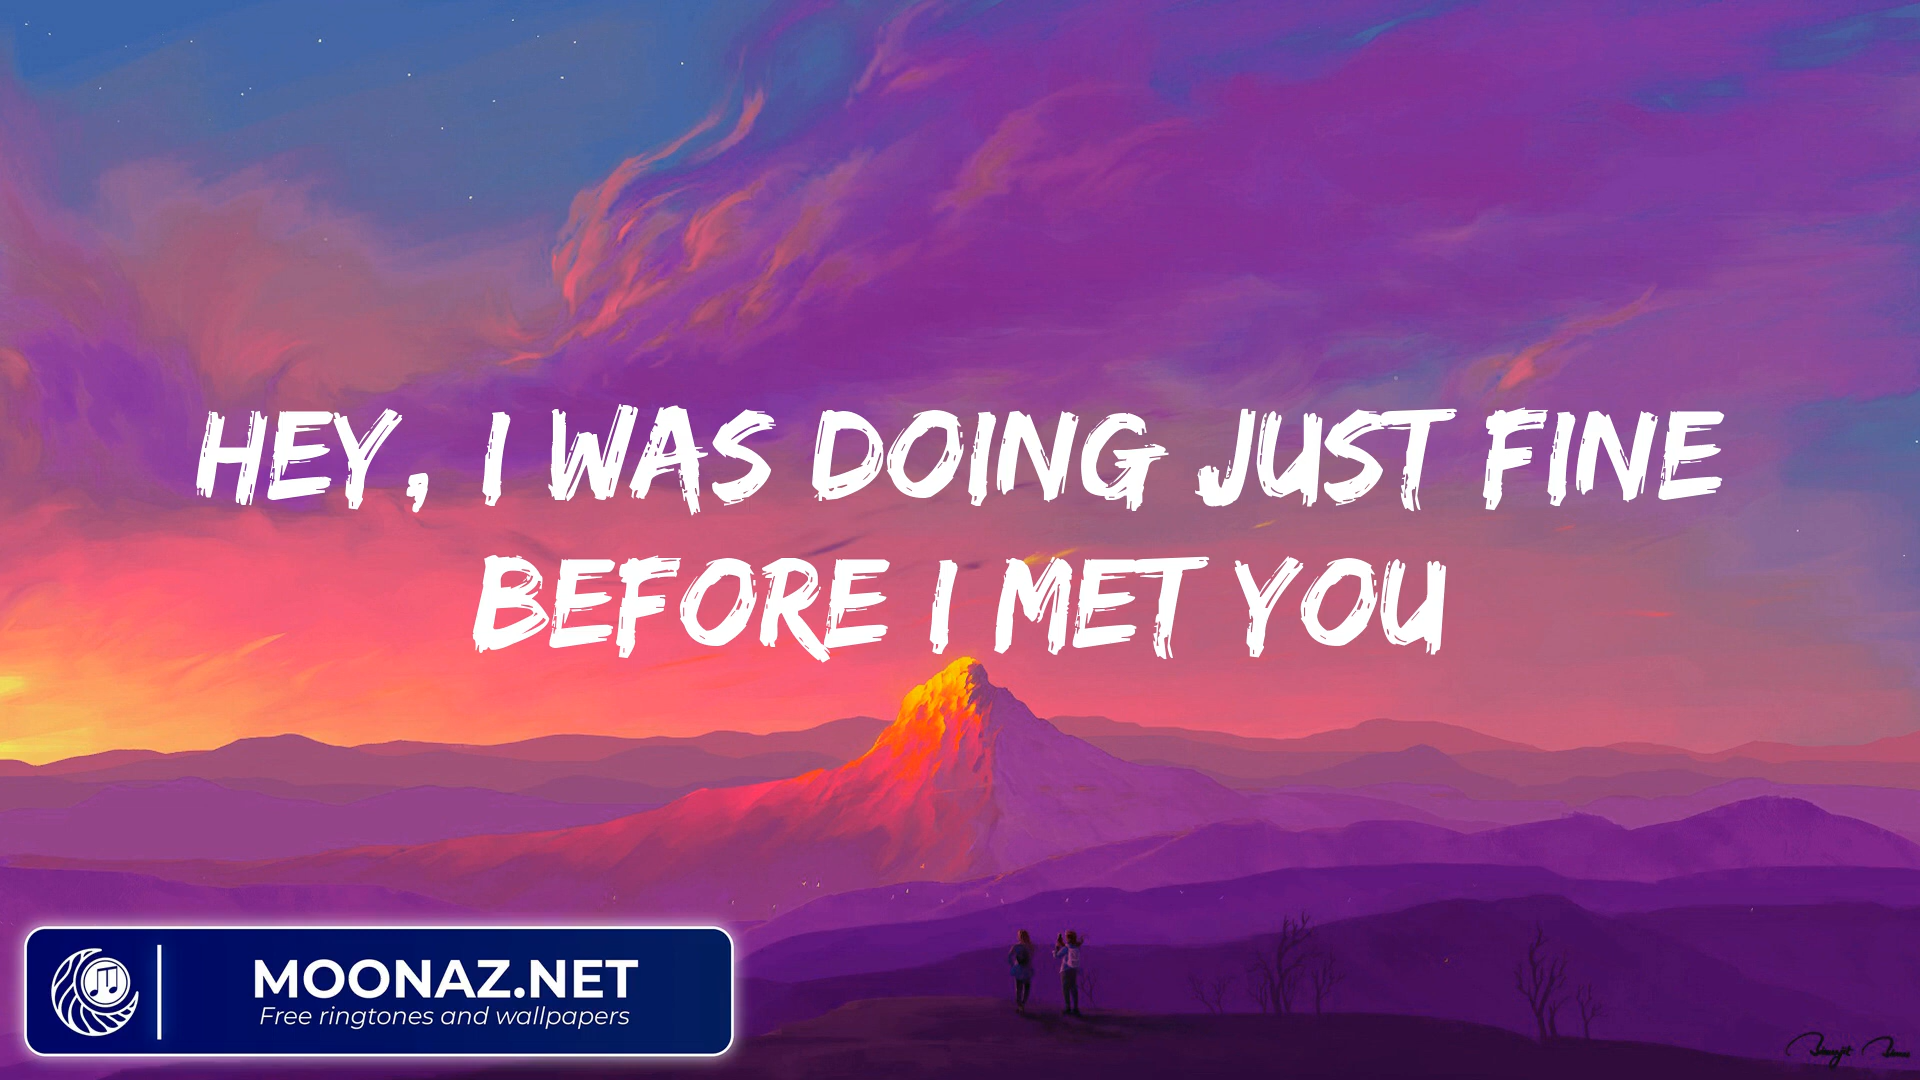 HEY, I WAS DOING JUST FINE
BEFORE I MET YOU
MOONAZ.NET
Free ringtones and wallpapers